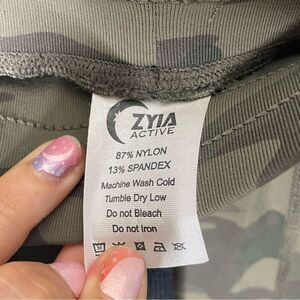 ZYIA
ACTIVE
87% NYLON
13% SPANDEX
Machine Wash Cold
Tumble Dry Low
Do not Bleach
Do not Iron